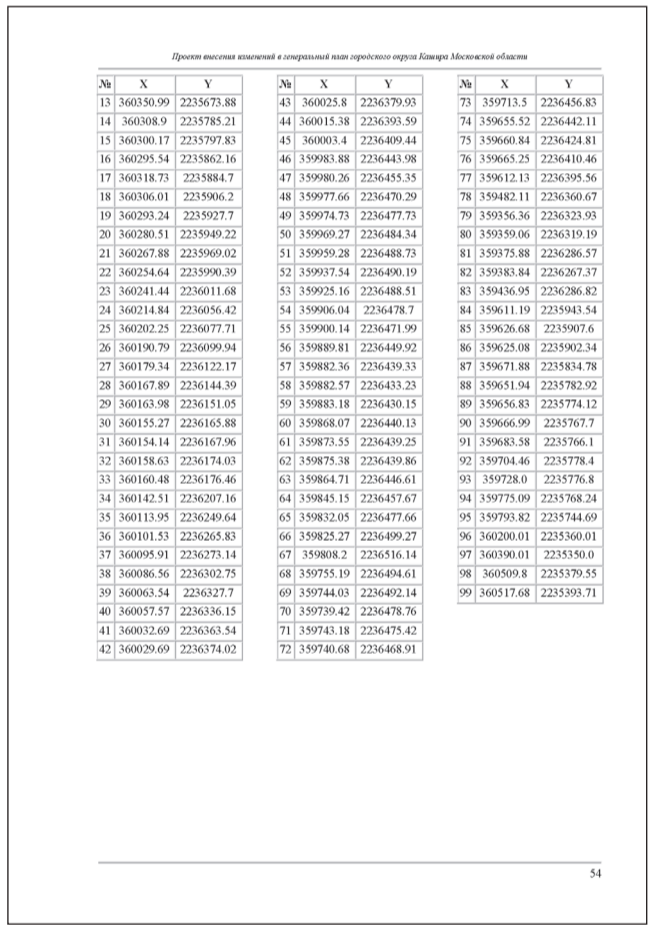 Проект внесения изменений в генеральный план городского округа Кашира Московской области
№ X Y
13 360350.99 2235673.88
14 360308.9 2235785.21
15 360300.17 2235797.83
16 360295.54 2235862.16
17 360318.73 2235884.7
18 360306.01 2235906.2
19 360293.24 2235927.7
20 360280.51 2235949.22
21 360267.88 2235969.02
22 360254.64 2235990.39
23 360241.44 2236011.68
24 360214.84 2236056.42
25 360202.25 2236077.71
26 360190.79 2236099.94
27 360179.34 2236122.17
28 360167.89 2236144.39
29 360163.98 2236151.05
30 360155.27 2236165.88
31 360154.14 2236167.96
32 360158.63 2236174.03
33 360160.48 2236176.46
34 360142.51 2236207.16
35 360113.95 2236249.64
36 360101.53 2236265.83
37 360095.91 2236273.14
38 360086.56 2236302.75
39 360063.54 2236327.7
40 360057.57 2236336.15
41 360032.69 2236363.54
42 360029.69 2236374.02
№ X Y
43 360025.8 2236379.93
44 360015.38 2236393.59
45 360003.4 2236409.44
46 359983.88 2236443.98
47 359980.26 2236455.35
48 359977.66 2236470.29
49 359974.73 2236477.73
50 359969.27 2236484.34
51 359959.28 2236488.73
52 359937.54 2236490.19
53 359925.16 2236488.51
54 359906.04 2236478.7
55 359900.14 2236471.99
56 359889.81 2236449.92
57 359882.36 2236439.33
58 359882.57 2236433.23
59 359883.18 2236430.15
60 359868.07 2236440.13
61 359873.55 2236439.25
62 359875.38 2236439.86
63 359864.71 2236446.61
64 359845.15 2236457.67
65 359832.05 2236477.66
66 359825.27 2236499.27
67 359808.2 2236516.14
68 359755.19 2236494.61
69 359744.03 2236492.14
70 359739.42 2236478.76
71 359743.18 2236475.42
72 359740.68 2236468.91
№ X Y
73 359713.5 2236456.83
74 359655.52 2236442.11
75 359660.84 2236424.81
76 359665.25 2236410.46
77 359612.13 2236395.56
78 359482.11 2236360.67
79 359356.36 2236323.93
80 359359.06 2236319.19
81 359375.88 2236286.57
82 359383.84 2236267.37
83 359436.95 2236286.82
84 359611.19 2235943.54
85 359626.68 2235907.6
86 359625.08 2235902.34
87 359671.88 2235834.78
88 359651.94 2235782.92
89 359656.83 2235774.12
90 359666.99 2235767.7
91 359683.58 2235766.1
92 359704.46 2235778.4
93 359728.0 2235776.8
94 359775.09 2235768.24
95 359793.82 2235744.69
96 360200.01 2235360.01
97 360390.01 2235350.0
98 360509.8 2235379.55
99 360517.68 2235393.71
54